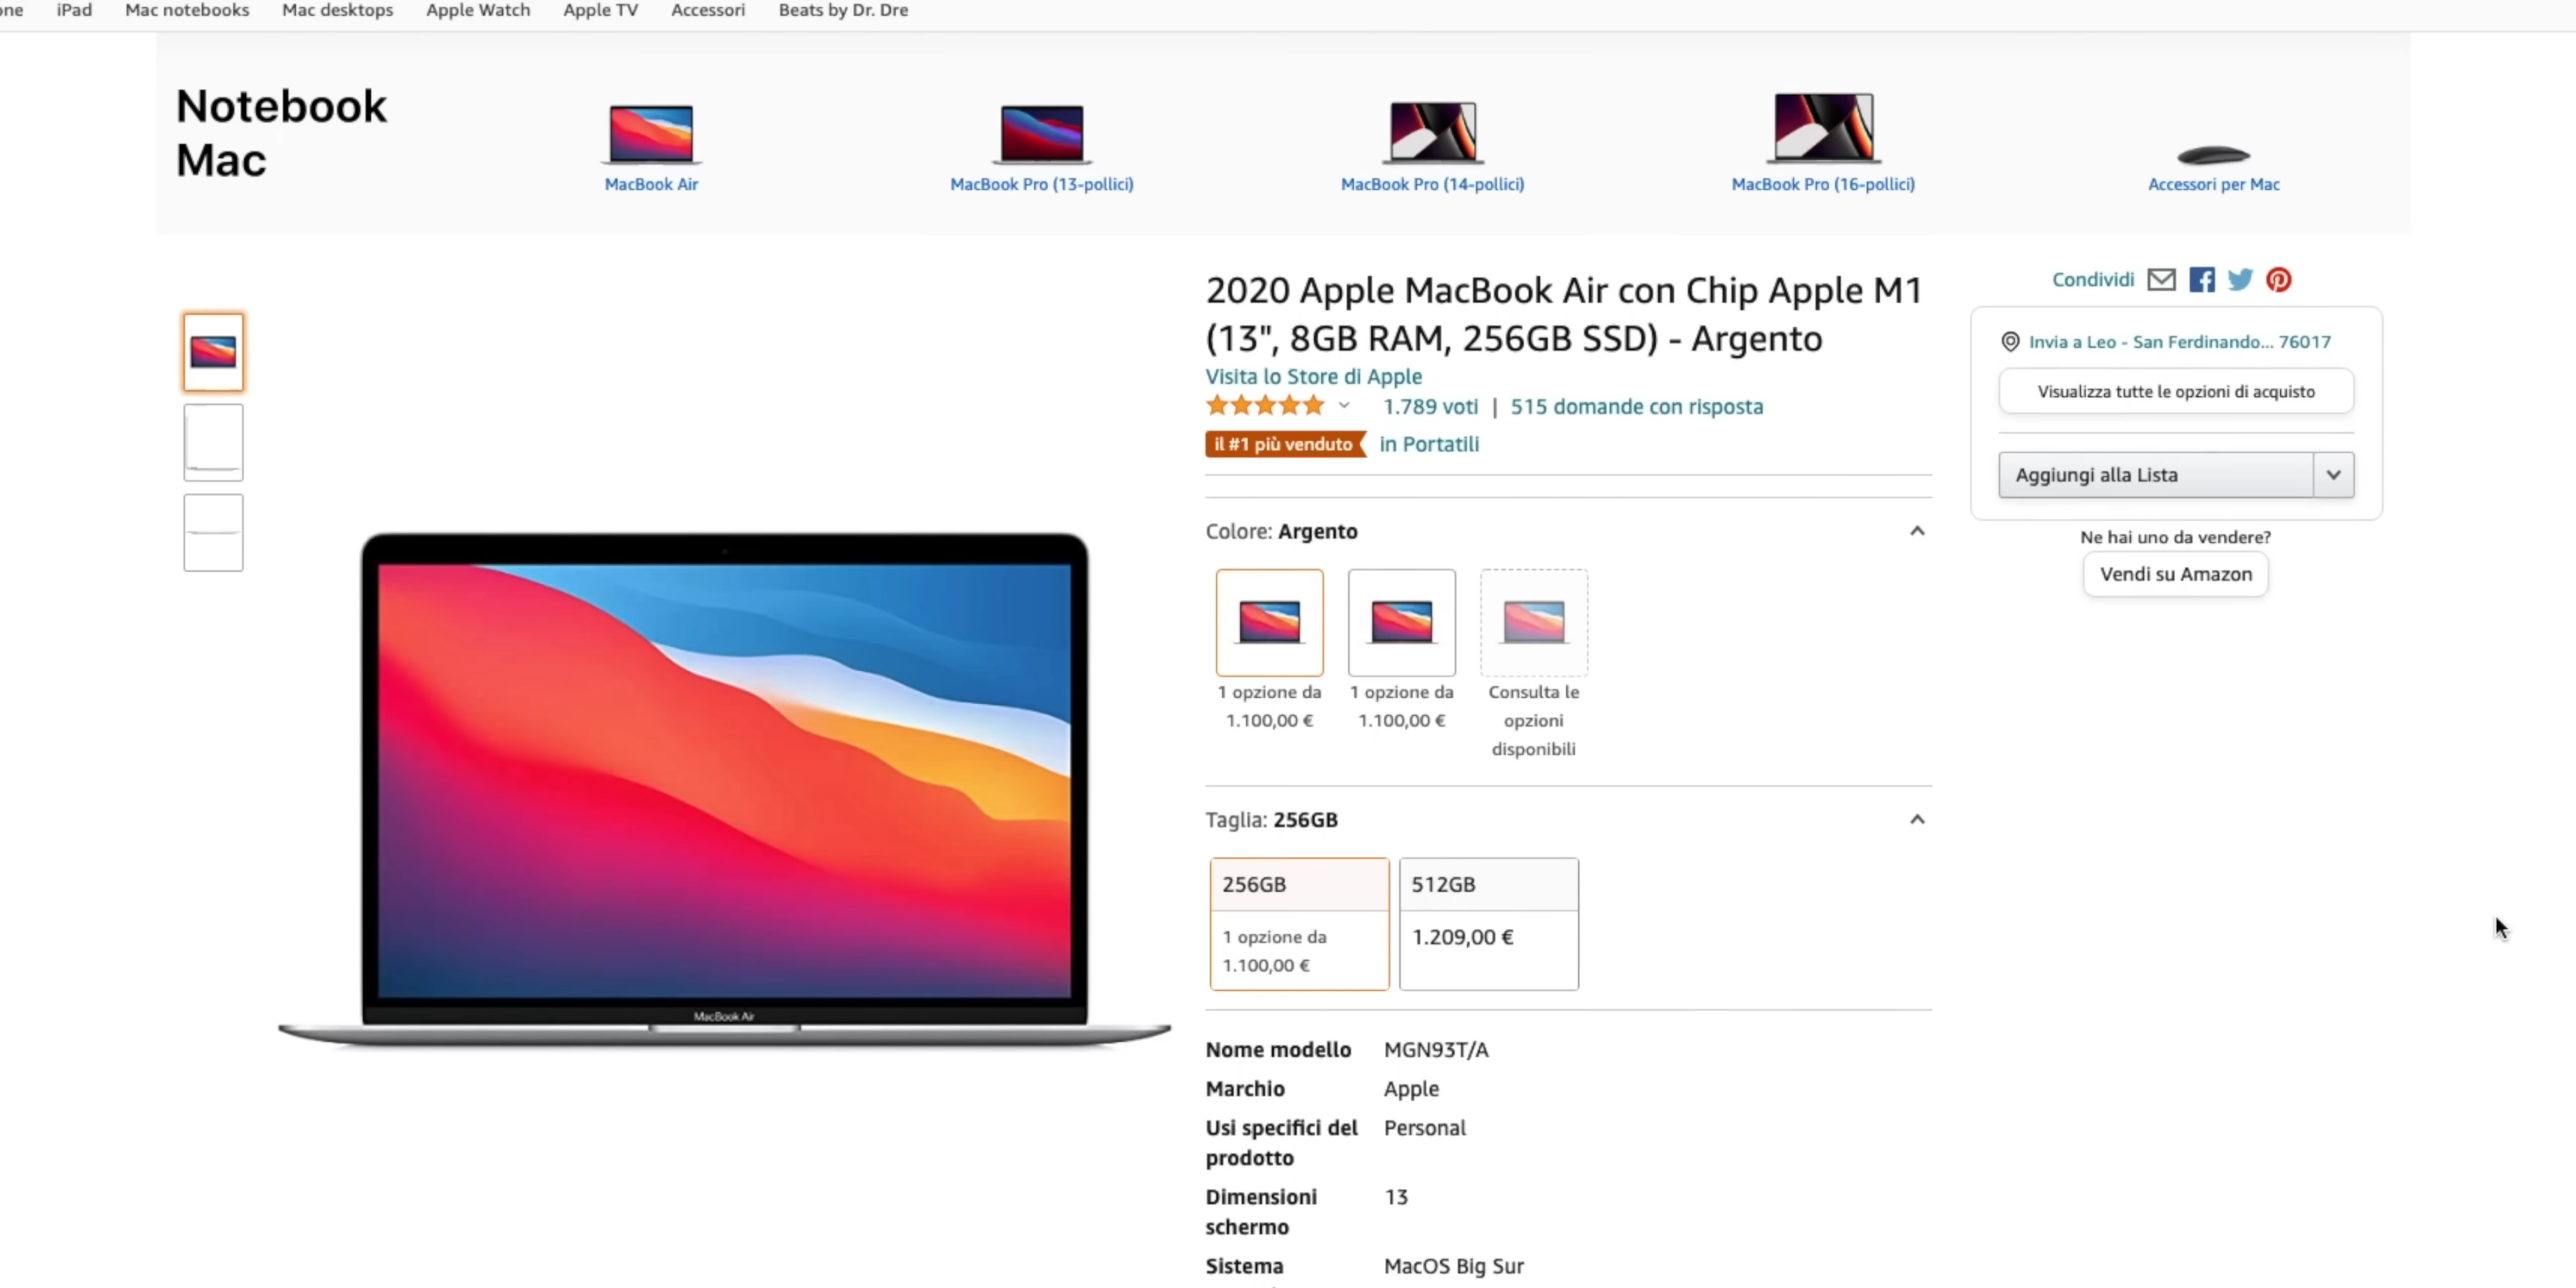 iPad Mac notebooks Mac desktops Apple Watch Apple TV Accessori Beats by Dr. Dre
Notebook
Mac
MacBook Air
MacBook Pro (13-pollici)
MacBook Pro (14-pollici)
MacBook Pro (16-pollici)
Accessori per Mac
MacBook Air
2020 Apple MacBook Air con Chip Apple M1
(13", 8GB RAM, 256GB SSD) - Argento
Visita lo Store di Apple
1.789 voti | 515 domande con risposta
il #1 più venduto in Portatili
Colore: Argento
1 opzione da
1.100,00 €
1 opzione da
1.100,00 €
Consulta le
opzioni
disponibili
Taglia: 256GB
256GB
1 opzione da
1.100,00 €
512GB
1.209,00 €
Nome modello MGN93T/A
Marchio Apple
Usi specifici del Personal
prodotto
Dimensioni 13
schermo
Sistema MacOS Big Sur
Condividi
Invia a Leo - San Ferdinando... 76017
Visualizza tutte le opzioni di acquisto
Aggiungi alla Lista
Ne hai uno da vendere?
Vendi su Amazon